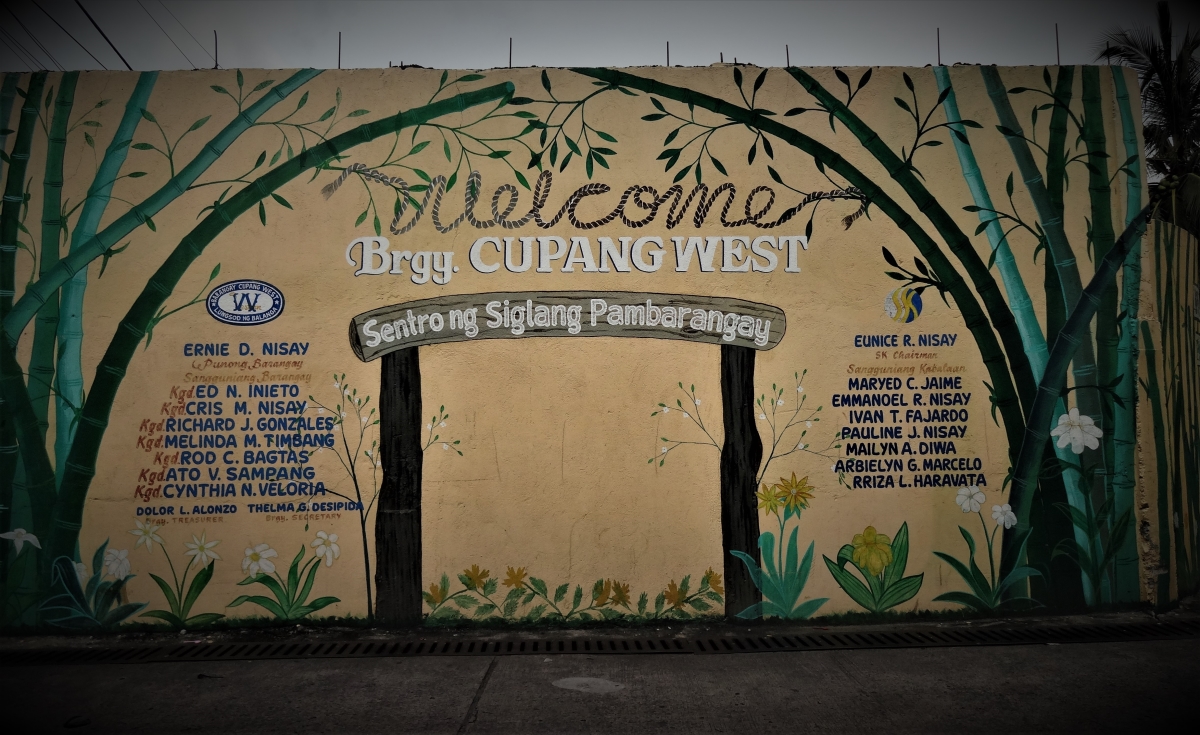 Welcome
Brgy. CUPANG WEST
Sentro ng Siglang Pambarangay
BARANGAY CUPANG WEST
W
LUNGSOD NG BALANGA
ERNIE D. NISAY
Punong Barangay
Sangguniang Barangay
Kgd. ED N. INIETO
Kgd. CRIS M. NISAY
Kgd. RICHARD J. GONZALES
Kgd. MELINDA M. TIMBANG
Kgd. ROD C. BAGTAS
Kgd. ATO V. SAMPANG
Kgd. CYNTHIA N. VELORIA
DOLOR L. ALONZO THELMA G. DESIPIDA
Brgy. TREASURER Brgy. SECRETARY
EUNICE R. NISAY
SK Chairman
Sangguniang Kabataan
MARYED C. JAIME
EMMANOEL R. NISAY
IVAN T. FAJARDO
PAULINE J. NISAY
MAILYN A. DIWA
ARBIELYN G. MARCELO
RRIZA L. HARAVATA